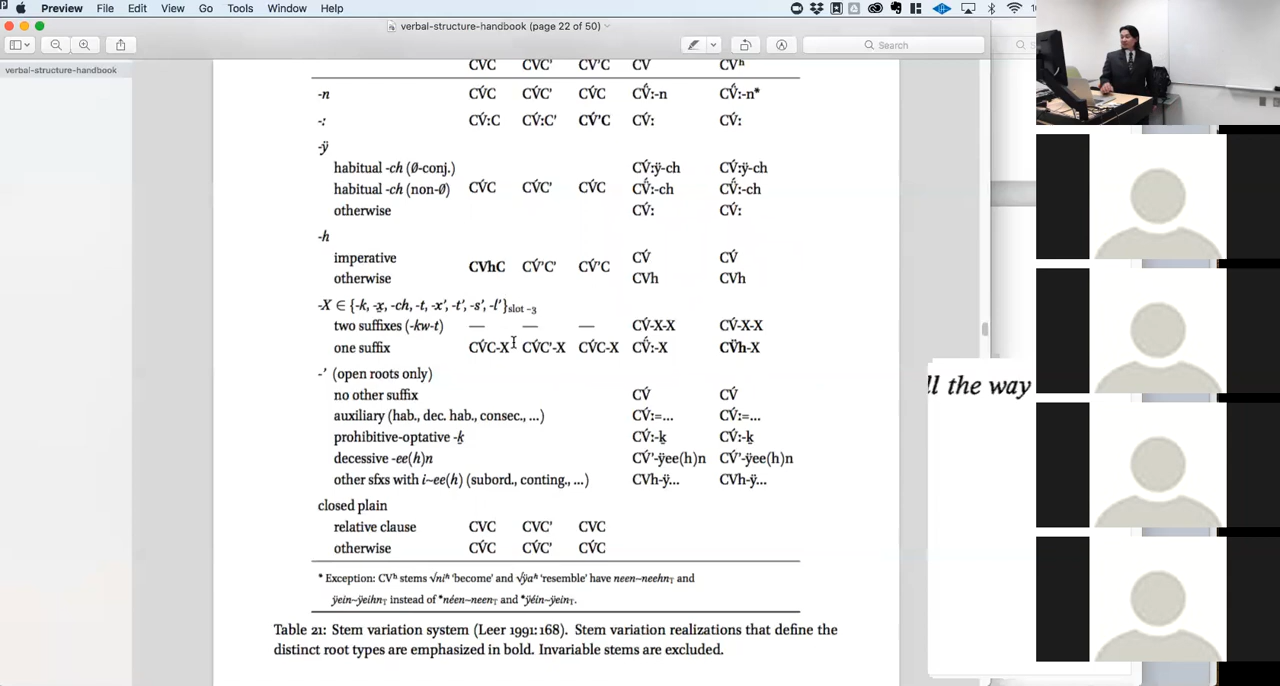 Preview File Edit View Go Tools Window Help
verbal-structure-handbook (page 22 of 50)
Search
verbal-structure-handbook
CVC CVC’ CV’C CV CVʰ
-n CV́C CV́C’ CV́C CV̂́:-n CV̂́:-n*
-: CV́:C CV́:C’ CV́’C CV́: CV́:
-ÿ
habitual -ch (∅-conj.) CV́:ÿ-ch CV́:ÿ-ch
habitual -ch (non-∅) CV́C CV́C’ CV́C CV̂́:-ch CV̂́:-ch
otherwise CV́: CV́:
-h
imperative CV́ CV́
CVhC CV́’C’ CV́’C
otherwise CVh CVh
-X ∈ {-k, -x̱, -ch, -t, -x’, -t’, -s’, -l’}slot −3
two suffixes (-kw-t) — — — CV́-X-X CV́-X-X
one suffix CV́C-X CV́C’-X CV́C-X CV̂́:-X CV̈h-X
-’ (open roots only)
no other suffix CV́ CV́
auxiliary (hab., dec. hab., consec., ...) CV́:=... CV́:=...
prohibitive-optative -ḵ CV́:-ḵ CV́:-ḵ
decessive -ee(h)n CV́’-ÿee(h)n CV́’-ÿee(h)n
other sfxs with i~ee(h) (subord., conting., ...) CVh-ÿ... CVh-ÿ...
closed plain
relative clause CVC CVC’ CVC
otherwise CV́C CV́C’ CV́C
* Exception: CVʰ stems √niʰ ‘become’ and √ÿaʰ ‘resemble’ have neen~neehnT and
ÿein~ÿeihnT instead of *néen~neenT and *ÿéin~ÿeinT.
Table 21: Stem variation system (Leer 1991: 168). Stem variation realizations that define the
distinct root types are emphasized in bold. Invariable stems are excluded.
ll the way